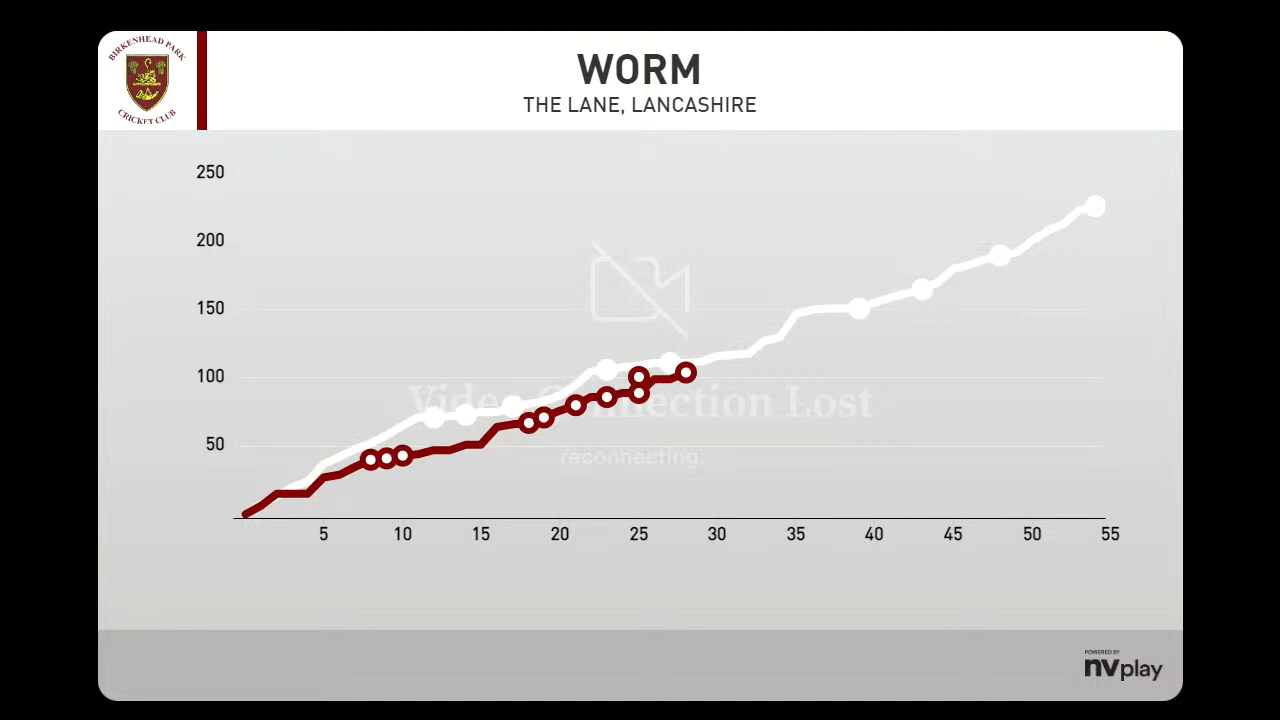 BIRKENHEAD PARK
CRICKET CLUB
WORM
THE LANE, LANCASHIRE
250
200
150
100
50
Video Connection Lost
reconnecting.
5 10 15 20 25 30 35 40 45 50 55
POWERED BY
nvplay